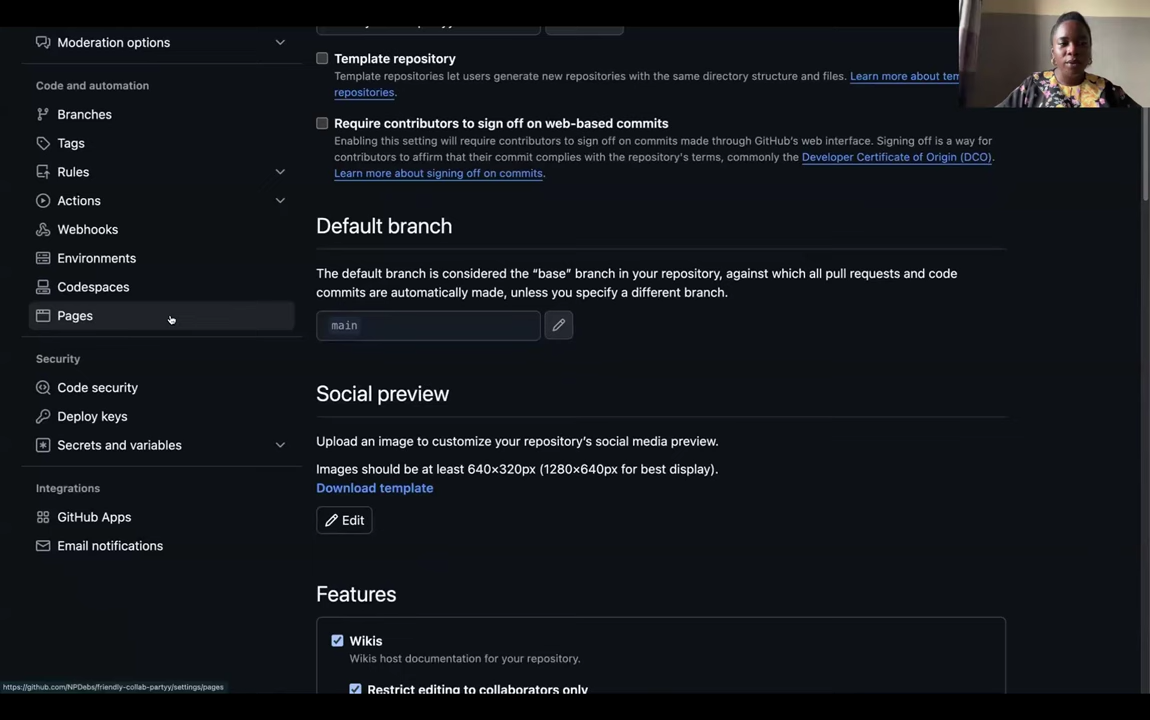 Moderation options
Code and automation
Branches
Tags
Rules
Actions
Webhooks
Environments
Codespaces
Pages
Security
Code security
Deploy keys
Secrets and variables
Integrations
GitHub Apps
Email notifications
Template repository
Template repositories let users generate new repositories with the same directory structure and files. Learn more about
repositories.
Require contributors to sign off on web-based commits
Enabling this setting will require contributors to sign off on commits made through GitHub's web interface. Signing off is a way for
contributors to affirm that their commit complies with the repository's terms, commonly the Developer Certificate of Origin (DCO).
Learn more about signing off on commits.
Default branch
The default branch is considered the “base” branch in your repository, against which all pull requests and code
commits are automatically made, unless you specify a different branch.
main
Social preview
Upload an image to customize your repository's social media preview.
Images should be at least 640×320px (1280×640px for best display).
Download template
Edit
Features
Wikis
Wikis host documentation for your repository.
Restrict editing to collaborators only
https://github.com/NPDebs/friendly-collab-partyy/settings/pages